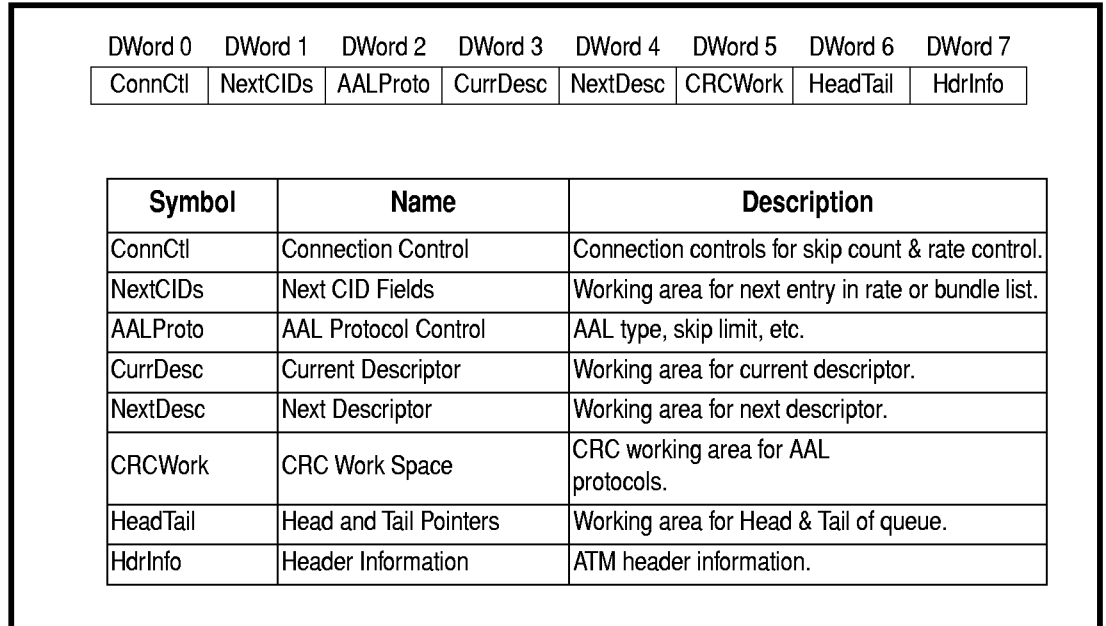 DWord 0 DWord 1 DWord 2 DWord 3 DWord 4 DWord 5 DWord 6 DWord 7
ConnCtl NextCIDs AALProto CurrDesc NextDesc CRCWork HeadTail HdrInfo
Symbol Name Description
ConnCtl Connection Control Connection controls for skip count & rate control.
NextCIDs Next CID Fields Working area for next entry in rate or bundle list.
AALProto AAL Protocol Control AAL type, skip limit, etc.
CurrDesc Current Descriptor Working area for current descriptor.
NextDesc Next Descriptor Working area for next descriptor.
CRCWork CRC Work Space CRC working area for AAL
protocols.
HeadTail Head and Tail Pointers Working area for Head & Tail of queue.
HdrInfo Header Information ATM header information.